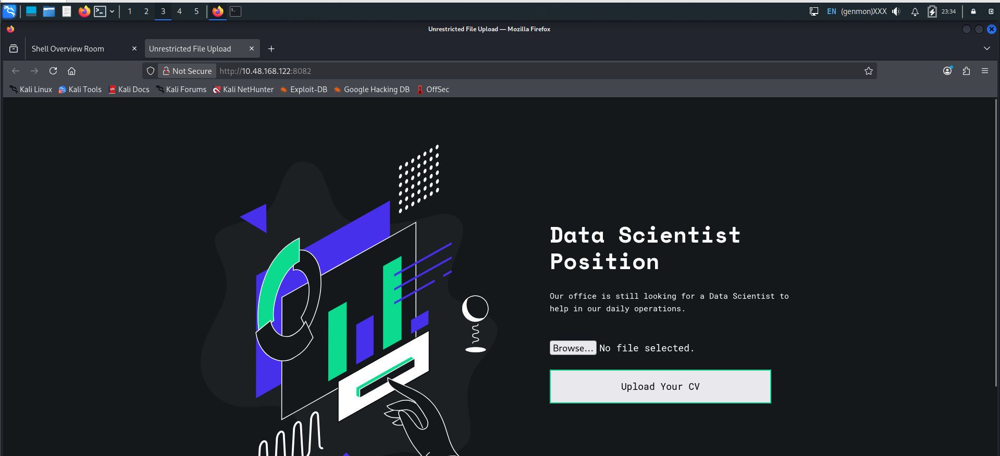 1 2 3 4 5
EN (genmon)XXX 23:34
Unrestricted File Upload — Mozilla Firefox
Shell Overview Room
Unrestricted File Upload
Not Secure http://10.48.168.122:8082
Kali Linux Kali Tools Kali Docs Kali Forums Kali NetHunter Exploit-DB Google Hacking DB OffSec
Data Scientist
Position
Our office is still looking for a Data Scientist to
help in our daily operations.
Browse... No file selected.
Upload Your CV